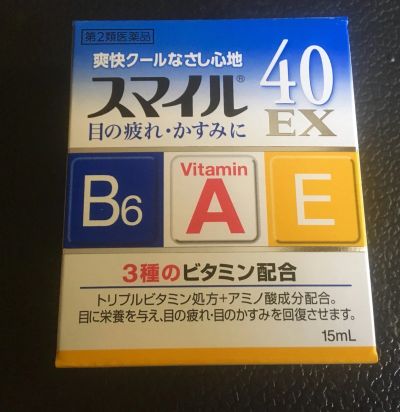 第2類医薬品
爽快クールなさし心地
スマイル® 40
目の疲れ・かすみに EX
B6
Vitamin
A
E
3種のビタミン配合
トリプルビタミン処方+アミノ酸成分配合。
目に栄養を与え、目の疲れ・目のかすみを回復させます。
15mL